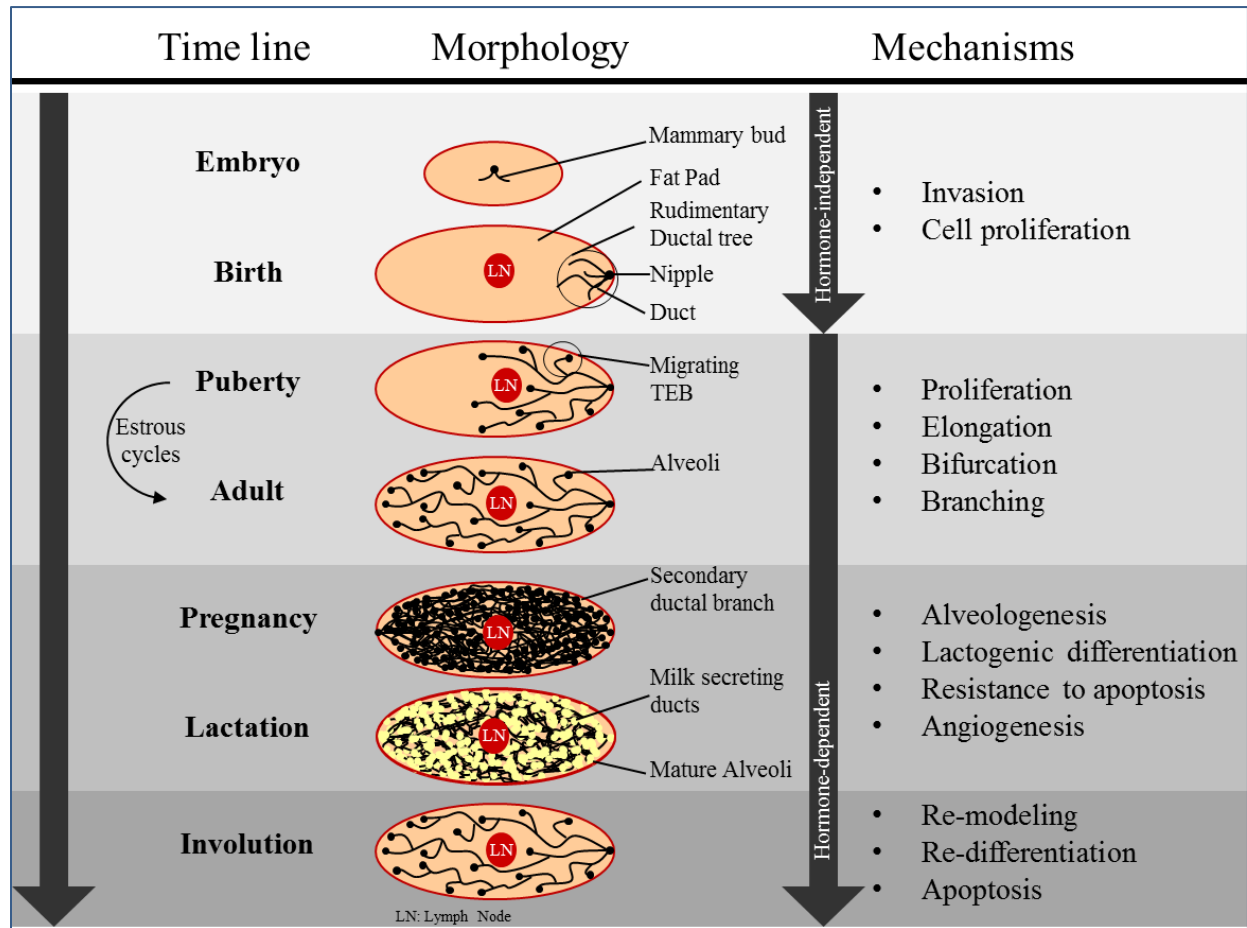 Time line
Morphology
Mechanisms
Embryo
Mammary bud
Fat Pad
Rudimentary
Ductal tree
Birth
LN
Nipple
Duct
Hormone-independent
• Invasion
• Cell proliferation
Puberty
LN
Migrating
TEB
Estrous
cycles
Adult
LN
Alveoli
• Proliferation
• Elongation
• Bifurcation
• Branching
Pregnancy
LN
Secondary
ductal branch
Lactation
LN
Milk secreting
ducts
Mature Alveoli
• Alveologenesis
• Lactogenic differentiation
• Resistance to apoptosis
• Angiogenesis
Hormone-dependent
Involution
LN
• Re-modeling
• Re-differentiation
• Apoptosis
LN: Lymph Node